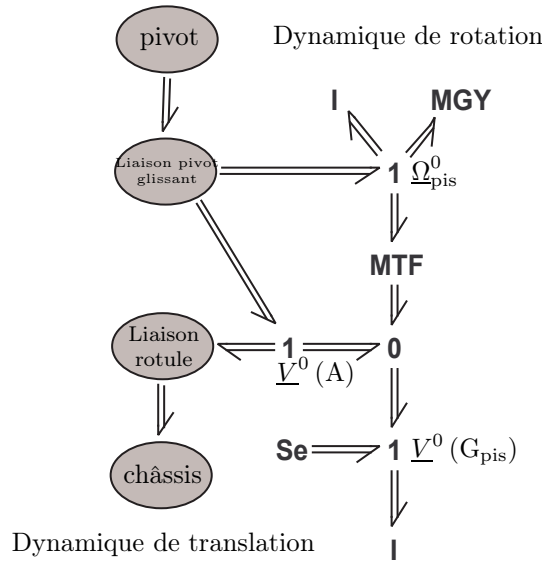 pivot
Dynamique de rotation
I
MGY
Liaison pivot
glissant
1 Ω⁰pis
MTF
Liaison
rotule
1
0
V⁰ (A)
Se
1 V⁰ (Gpis)
châssis
Dynamique de translation
I